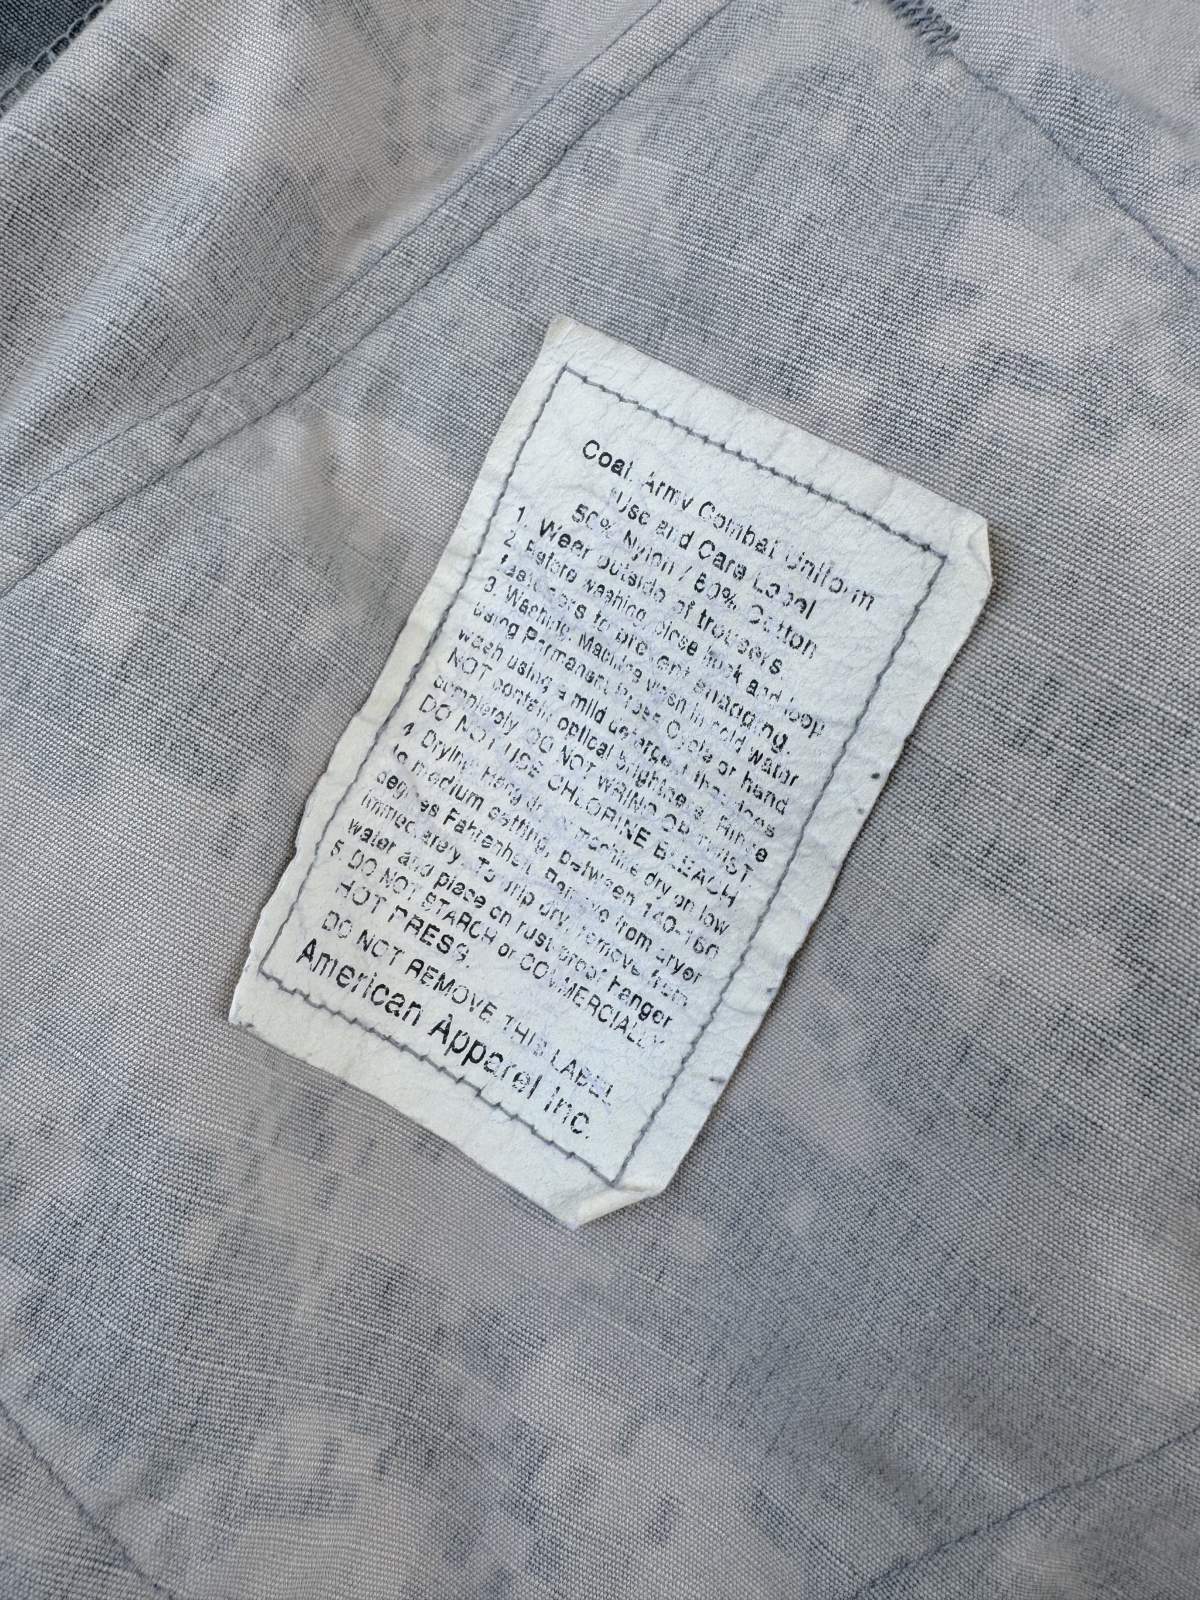 Coat, Army Combat Uniform
Use and Care Label
50% Nylon / 50% Cotton
1. Wear outside of trousers
2. Before washing, close hook and loop
fasteners to prevent snagging.
3. Washing: Machine wash in cold water
using Permanent Press Cycle or hand
wash using a mild detergent that does
NOT contain optical brighteners. Rinse
completely. DO NOT WRING OR TWIST.
DO NOT USE CHLORINE BLEACH
4. Drying: Hang dry or machine dry on low
to medium setting, between 140-160
degrees Fahrenheit. Remove from dryer
immediately. To drip dry, remove from
water and place on rust proof hanger
5. DO NOT STARCH or COMMERCIALLY
HOT PRESS.
DO NOT REMOVE THIS LABEL
American Apparel Inc.